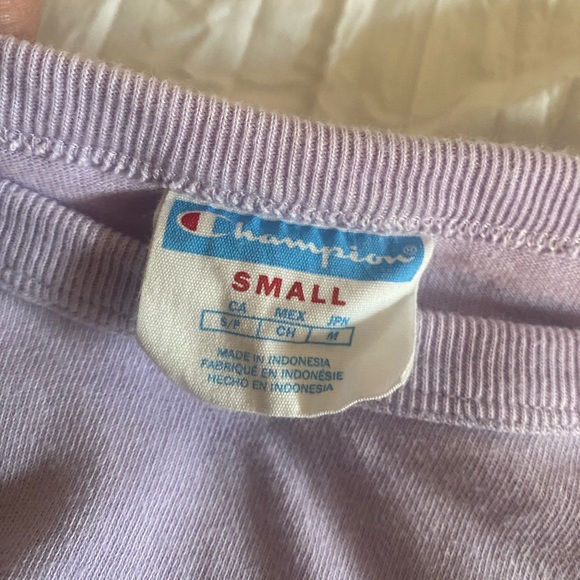 Champion®
SMALL
CA MEX JPN
S/P CH M
MADE IN INDONESIA
FABRIQUÉ EN INDONÉSIE
HECHO EN INDONESIA